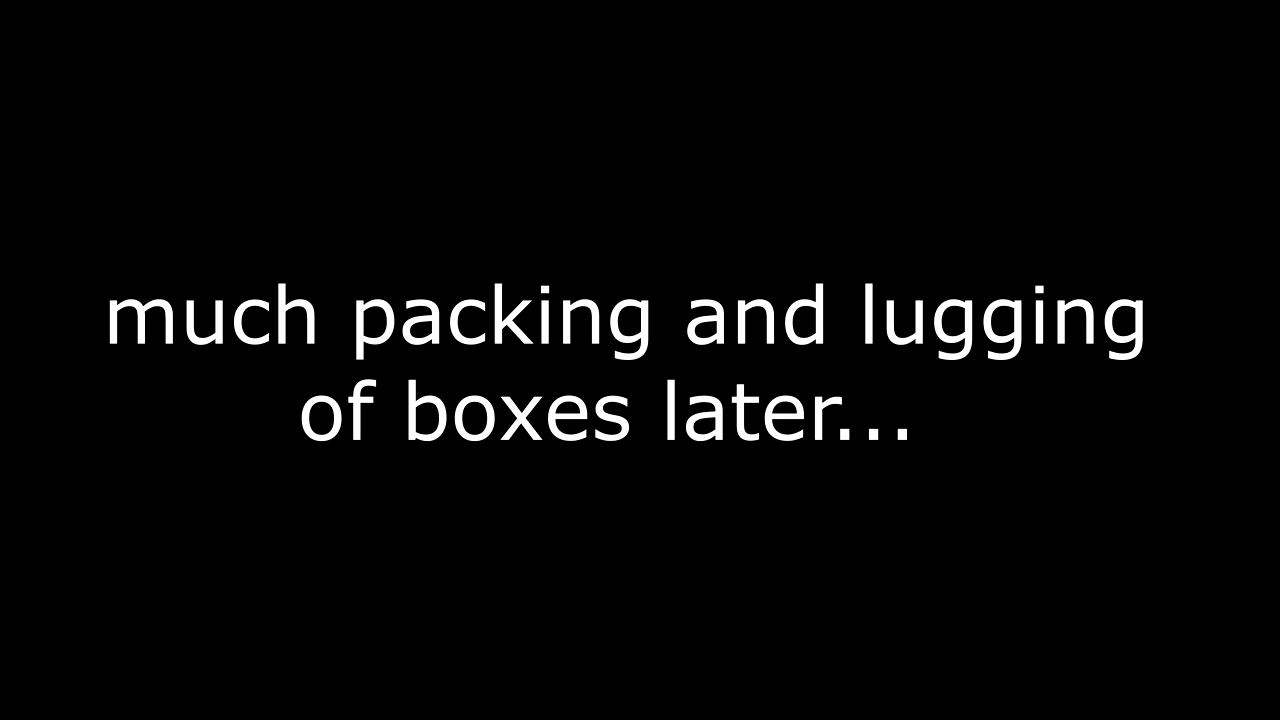 much packing and lugging
of boxes later...